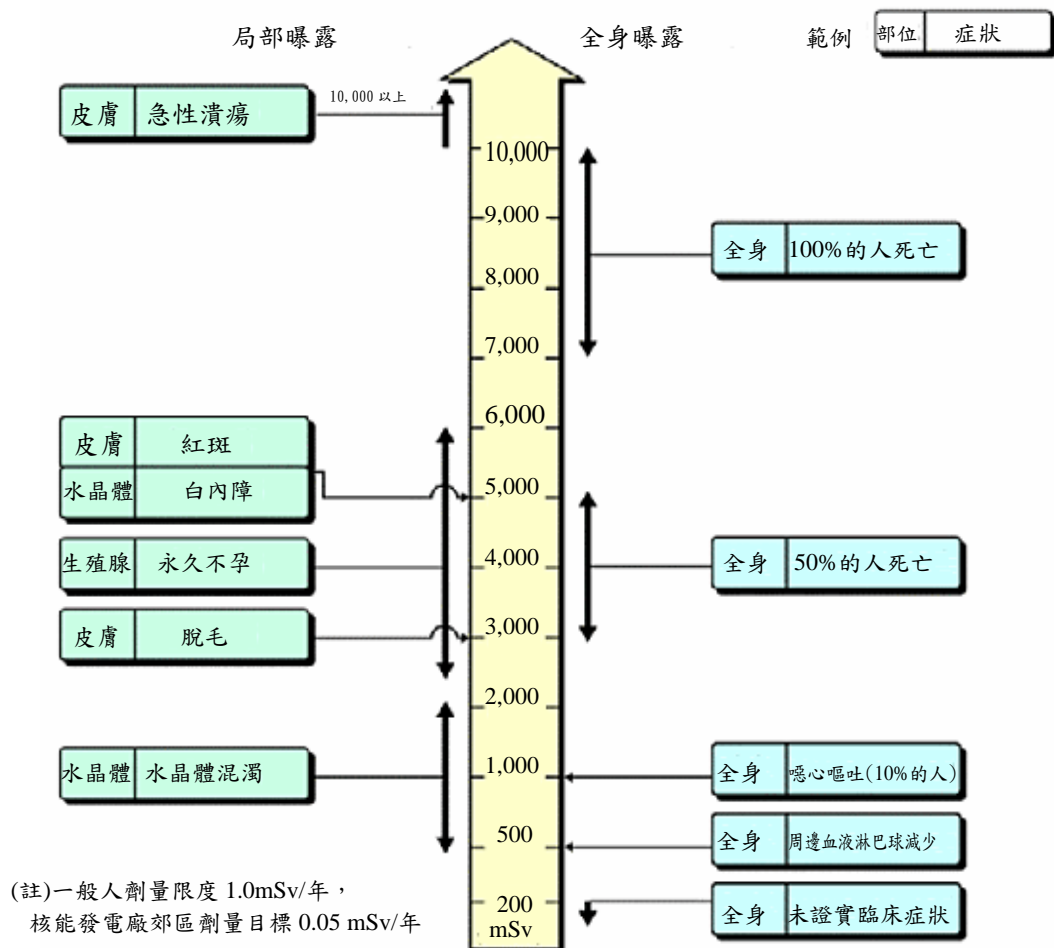 局部曝露
全身曝露
範例 部位 症狀
皮膚 急性潰瘍
10,000 以上
10,000
9,000
全身 100%的人死亡
8,000
7,000
6,000
皮膚 紅斑
水晶體 白內障
5,000
生殖腺 永久不孕
4,000
全身 50%的人死亡
皮膚 脫毛
3,000
2,000
水晶體 水晶體混濁
1,000
全身 噁心嘔吐(10%的人)
500
全身 周邊血液淋巴球減少
(註)一般人劑量限度 1.0mSv/年，
核能發電廠郊區劑量目標 0.05 mSv/年
200
mSv
全身 未證實臨床症狀